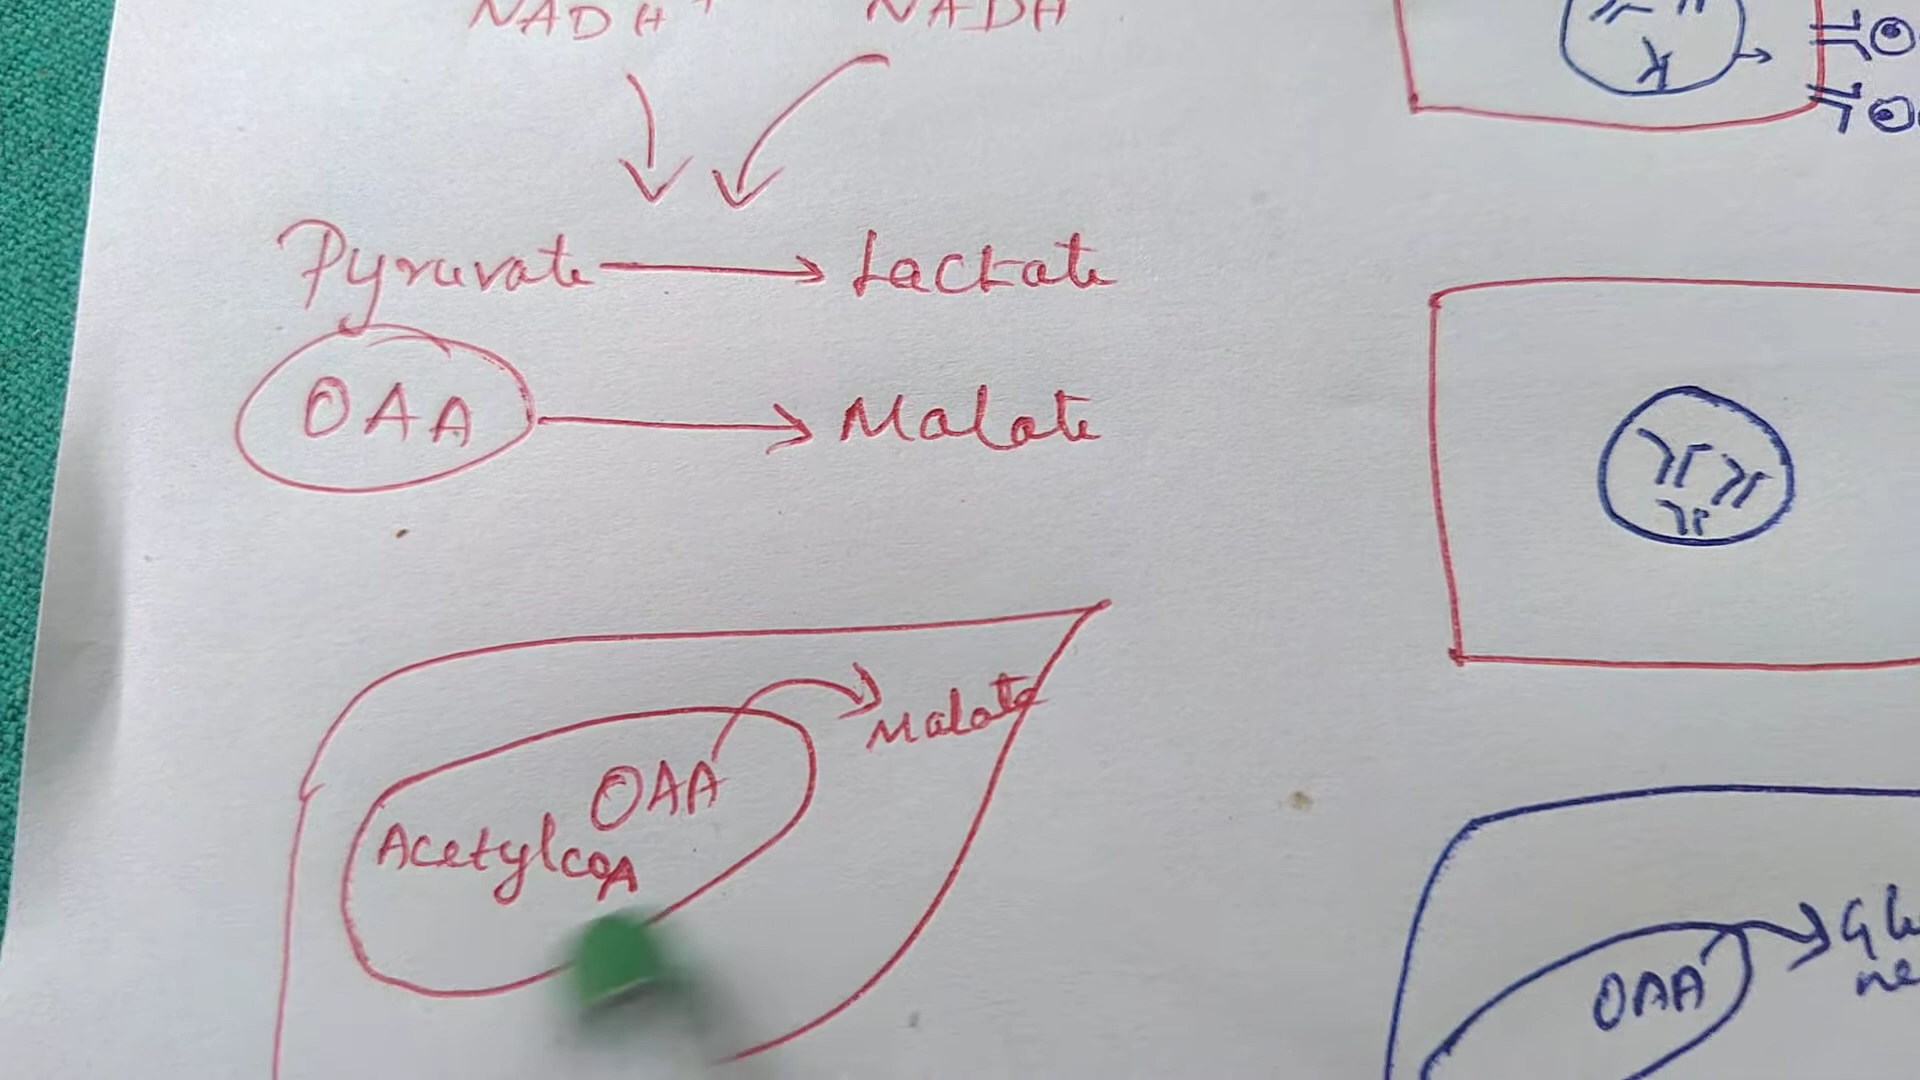 NADH+ NADH
Pyruvate → Lactate
OAA → Malate
OAA → Malate
AcetylcoA
OAA →